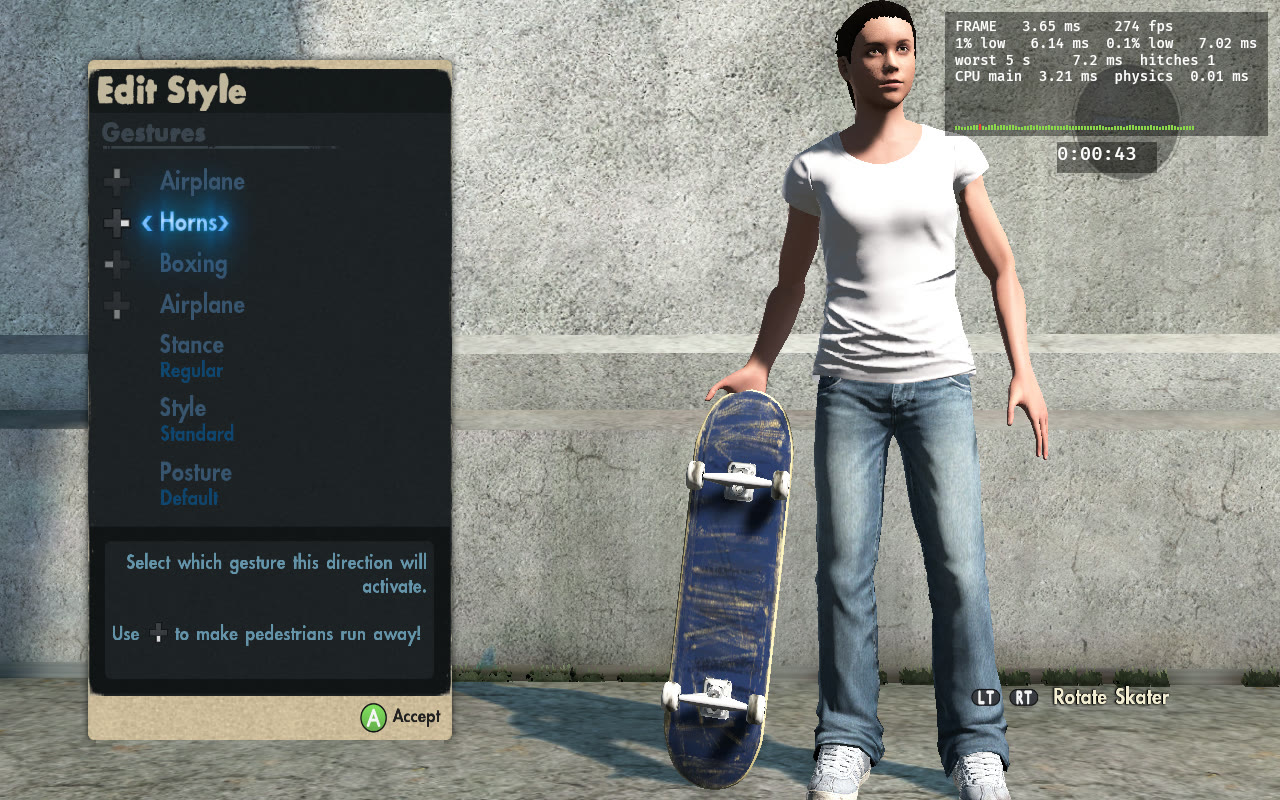 Edit Style
Gestures
Airplane
< Horns>
Boxing
Airplane
Stance
Regular
Style
Standard
Posture
Default
Select which gesture this direction will
activate.
Use to make pedestrians run away!
A Accept
FRAME 3.65 ms 274 fps
1% low 6.14 ms 0.1% low 7.02 ms
worst 5 s 7.2 ms hitches 1
CPU main 3.21 ms physics 0.01 ms
0:00:43
LT RT Rotate Skater